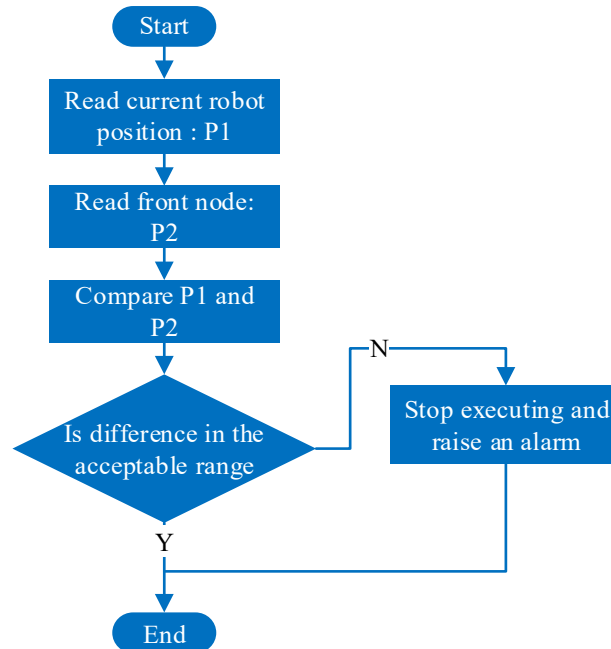 Start
Read current robot
position : P1
Read front node:
P2
Compare P1 and
P2
N
Is difference in the
acceptable range
Stop executing and
raise an alarm
Y
End